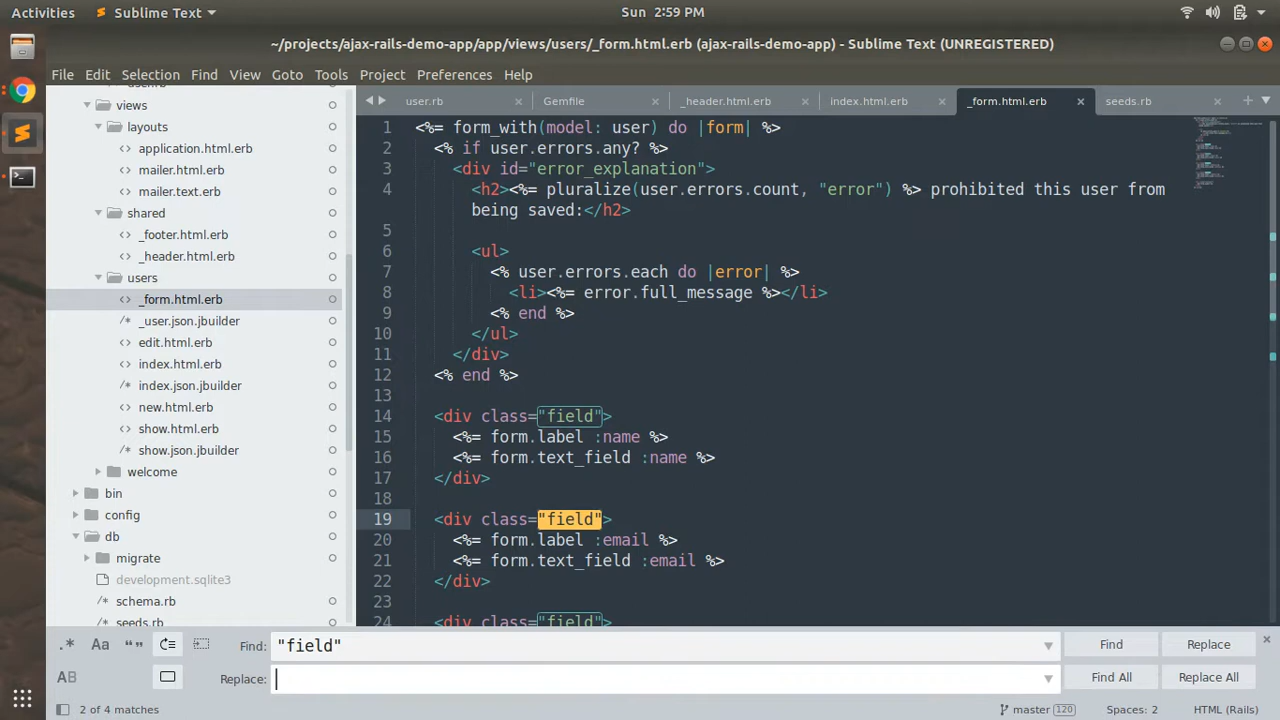 Activities
Sublime Text
Sun 2:59 PM
~/projects/ajax-rails-demo-app/app/views/users/_form.html.erb (ajax-rails-demo-app) - Sublime Text (UNREGISTERED)
File Edit Selection Find View Goto Tools Project Preferences Help
views
layouts
<> application.html.erb
<> mailer.html.erb
<> mailer.text.erb
shared
<> _footer.html.erb
<> _header.html.erb
users
<> _form.html.erb
/* _user.json.jbuilder
<> edit.html.erb
<> index.html.erb
/* index.json.jbuilder
<> new.html.erb
<> show.html.erb
/* show.json.jbuilder
welcome
bin
config
db
migrate
development.sqlite3
/* schema.rb
/* seeds.rb
user.rb
Gemfile
_header.html.erb
index.html.erb
_form.html.erb
seeds.rb
1 <%= form_with(model: user) do |form| %>
2 <% if user.errors.any? %>
3 <div id="error_explanation">
4 <h2><%= pluralize(user.errors.count, "error") %> prohibited this user from
being saved:</h2>
5
6 <ul>
7 <% user.errors.each do |error| %>
8 <li><%= error.full_message %></li>
9 <% end %>
10 </ul>
11 </div>
12 <% end %>
13
14 <div class="field">
15 <%= form.label :name %>
16 <%= form.text_field :name %>
17 </div>
18
19 <div class="field">
20 <%= form.label :email %>
21 <%= form.text_field :email %>
22 </div>
23
24 <div class="field">
.* Aa “” Find: "field" Find Replace
AB Replace: Find All Replace All
2 of 4 matches
master 120
Spaces: 2
HTML (Rails)